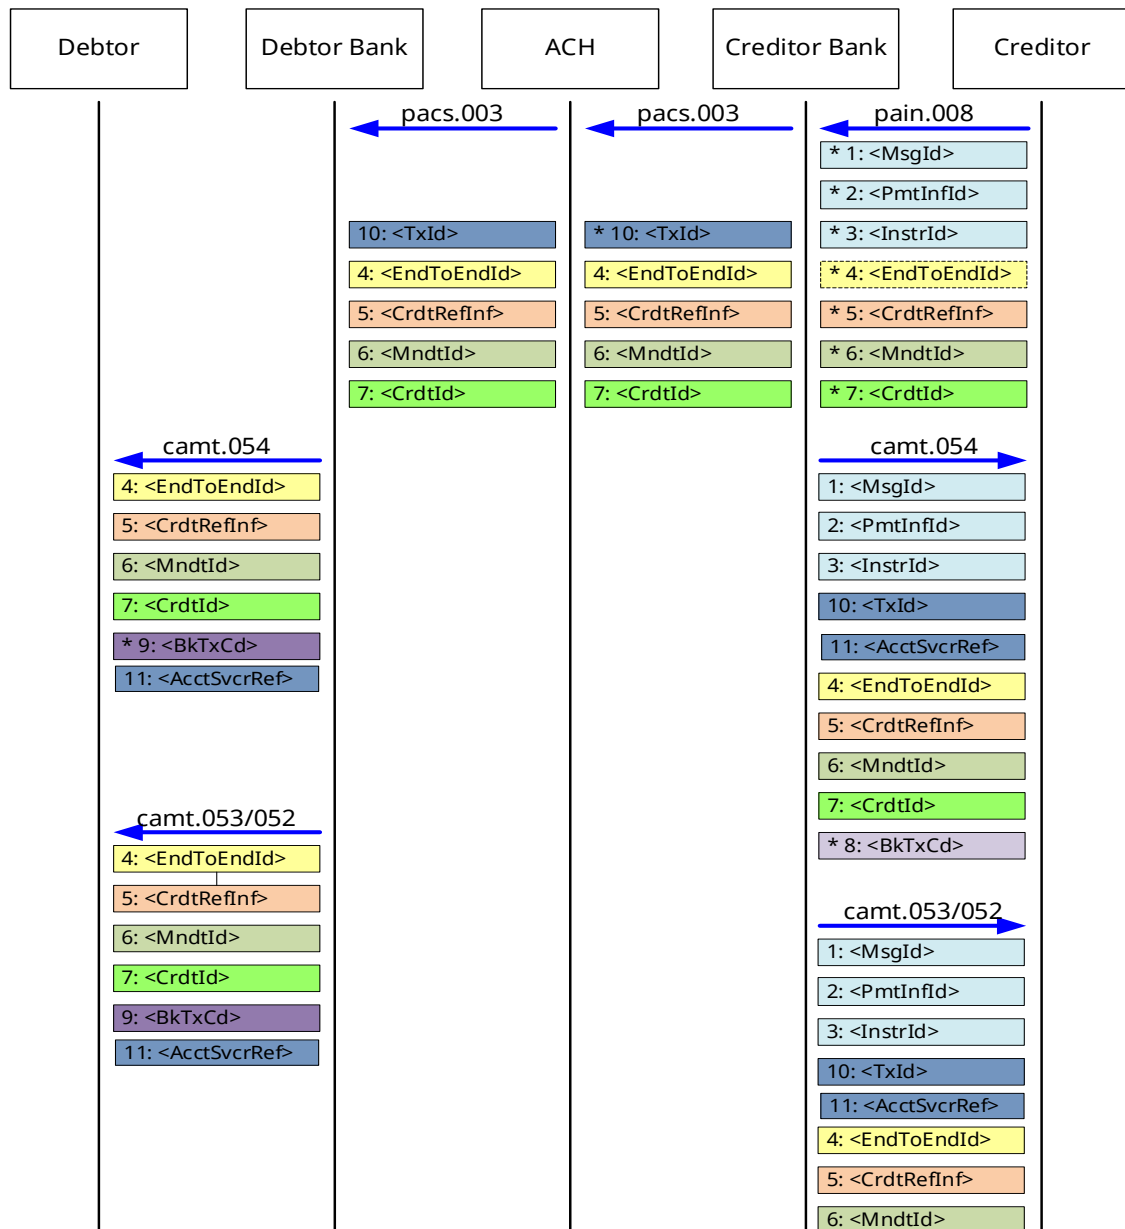 Debtor
Debtor Bank
ACH
Creditor Bank
Creditor
pacs.003
pacs.003
pain.008
* 1: <MsgId>
* 2: <PmtInfId>
10: <TxId>
* 10: <TxId>
* 3: <InstrId>
4: <EndToEndId>
4: <EndToEndId>
* 4: <EndToEndId>
5: <CrdtRefInf>
5: <CrdtRefInf>
* 5: <CrdtRefInf>
6: <MndtId>
6: <MndtId>
* 6: <MndtId>
7: <CrdtId>
7: <CrdtId>
* 7: <CrdtId>
camt.054
4: <EndToEndId>
5: <CrdtRefInf>
6: <MndtId>
7: <CrdtId>
* 9: <BkTxCd>
11: <AcctSvcrRef>
camt.054
1: <MsgId>
2: <PmtInfId>
3: <InstrId>
10: <TxId>
11: <AcctSvcrRef>
4: <EndToEndId>
5: <CrdtRefInf>
6: <MndtId>
7: <CrdtId>
* 8: <BkTxCd>
camt.053/052
4: <EndToEndId>
5: <CrdtRefInf>
6: <MndtId>
7: <CrdtId>
9: <BkTxCd>
11: <AcctSvcrRef>
camt.053/052
1: <MsgId>
2: <PmtInfId>
3: <InstrId>
10: <TxId>
11: <AcctSvcrRef>
4: <EndToEndId>
5: <CrdtRefInf>
6: <MndtId>